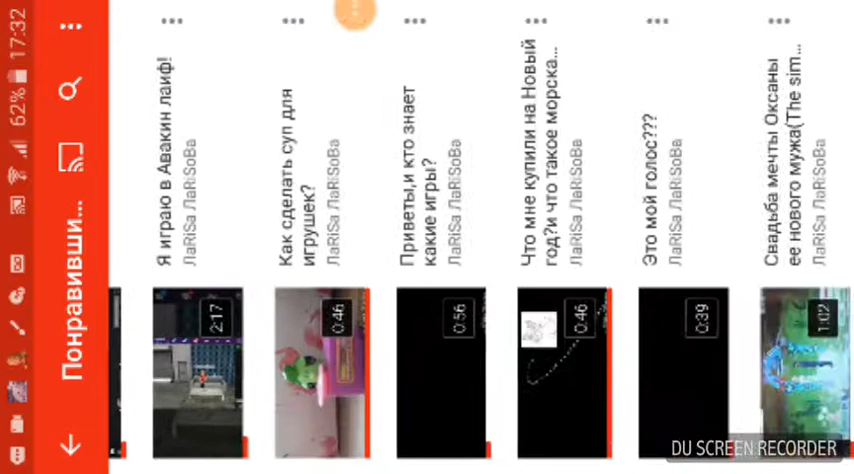 62% 17:32
Понравивши...
Я играю в Авакин лаиф!
ЛаRiSa ЛаRiSoBa
2:17
Как сделать суп для
игрушек?
ЛаRiSa ЛаRiSoBa
0:46
Приветы,и кто знает
какие игры?
ЛаRiSa ЛаRiSoBa
0:56
Что мне купили на Новый
год?и что такое морска...
ЛаRiSa ЛаRiSoBa
0:46
Это мой голос???
ЛаRiSa ЛаRiSoBa
0:39
Свадьба мечты Оксаны
ее нового мужа(The sim...
ЛаRiSa ЛаRiSoBa
1:02
DU SCREEN RECORDER